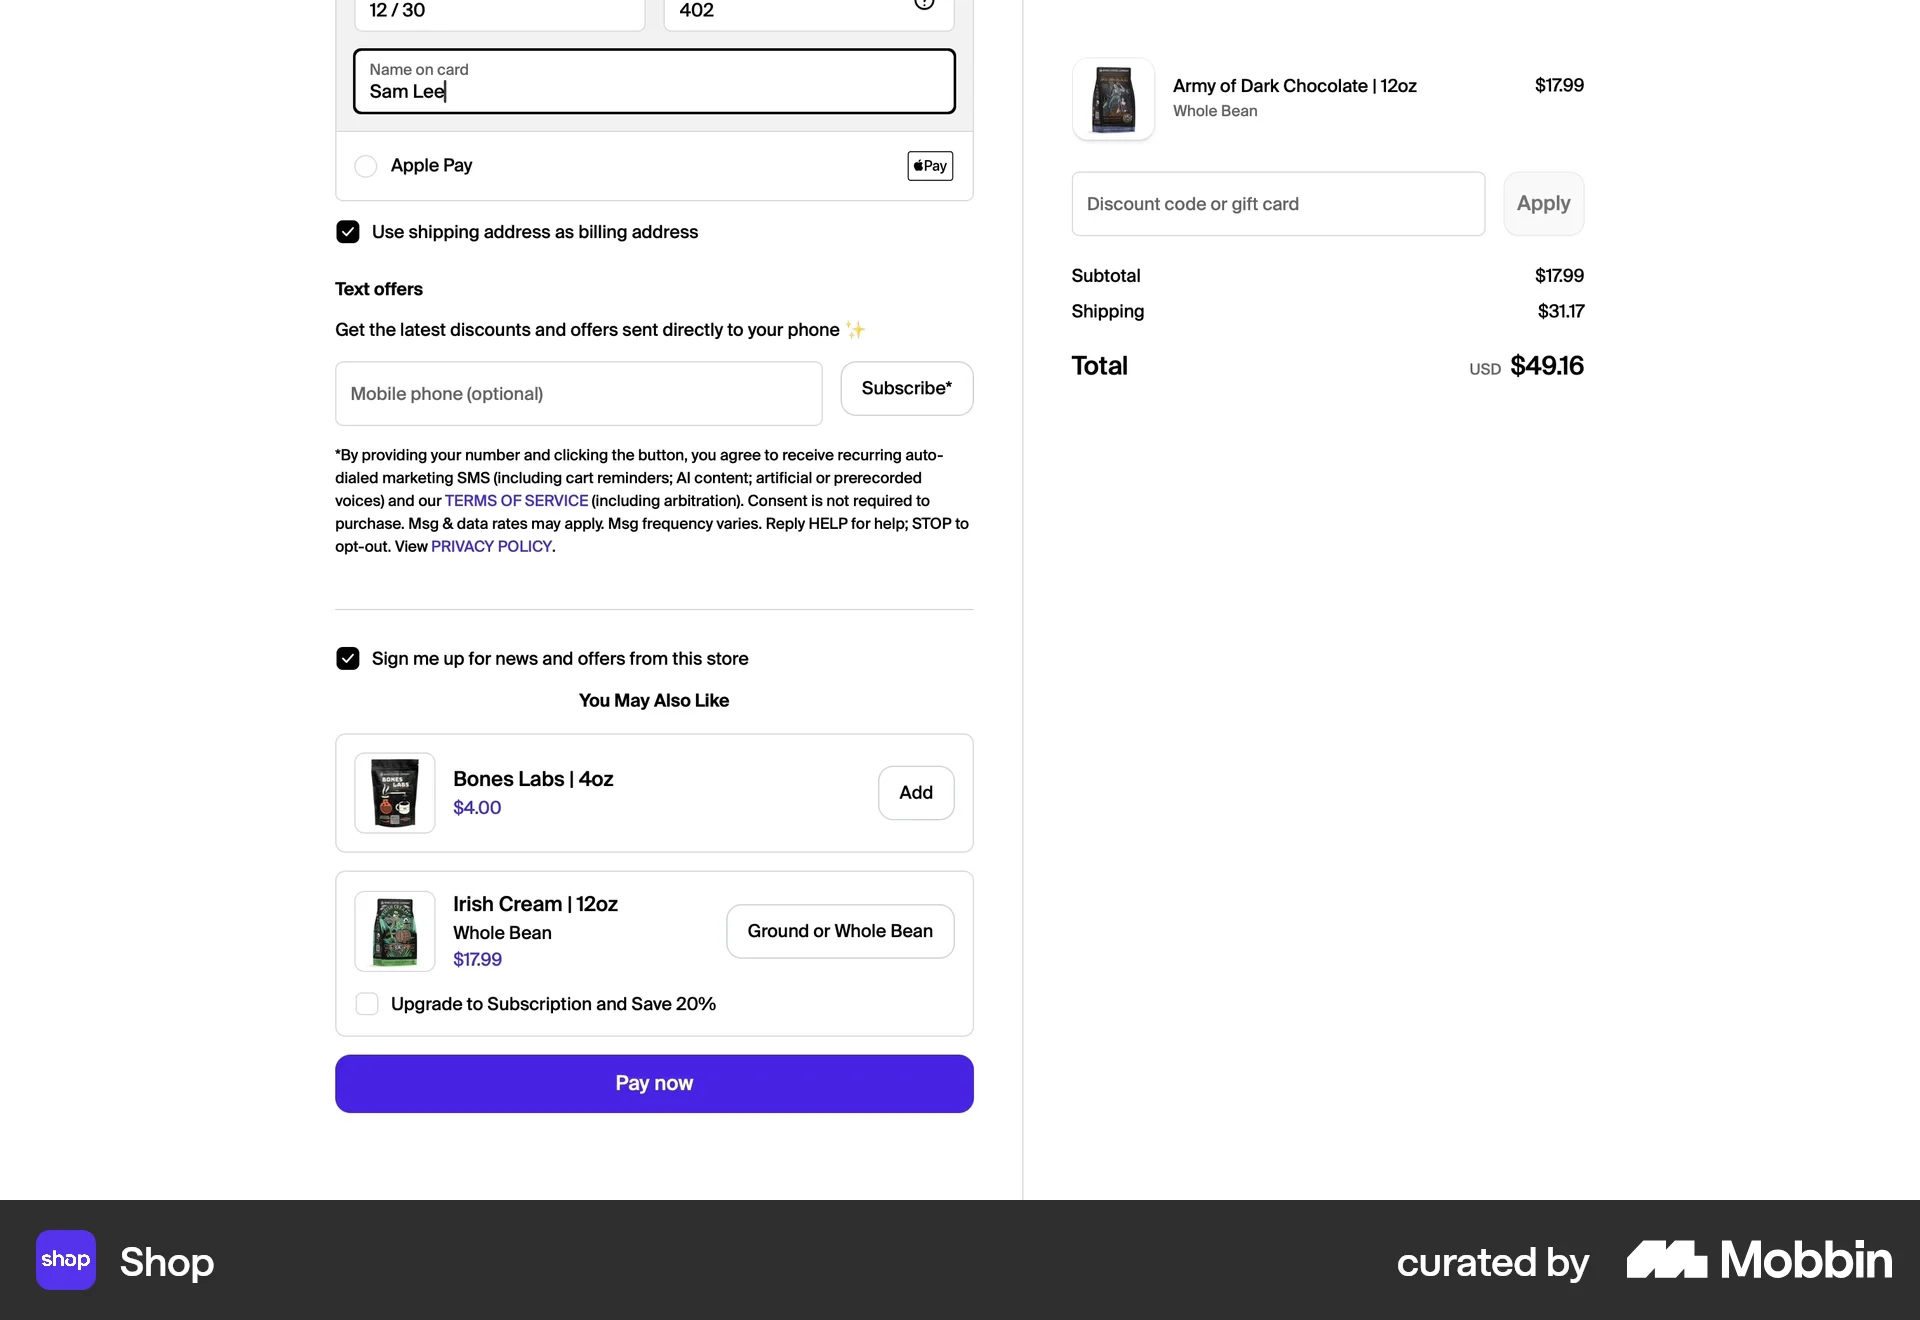 12 / 30
402
Name on card
Sam Lee
Apple Pay
Pay
Use shipping address as billing address
Text offers
Get the latest discounts and offers sent directly to your phone ✨
Mobile phone (optional)
Subscribe*
*By providing your number and clicking the button, you agree to receive recurring auto-
dialed marketing SMS (including cart reminders; AI content; artificial or prerecorded
voices) and our TERMS OF SERVICE (including arbitration). Consent is not required to
purchase. Msg & data rates may apply. Msg frequency varies. Reply HELP for help; STOP to
opt-out. View PRIVACY POLICY.
Sign me up for news and offers from this store
You May Also Like
BONES
LABS
Bones Labs | 4oz
$4.00
Add
Irish Cream | 12oz
Whole Bean
$17.99
Ground or Whole Bean
Upgrade to Subscription and Save 20%
Pay now
Army of Dark Chocolate | 12oz
Whole Bean
$17.99
Discount code or gift card
Apply
Subtotal
$17.99
Shipping
$31.17
Total
USD $49.16
shop
Shop
curated by
Mobbin